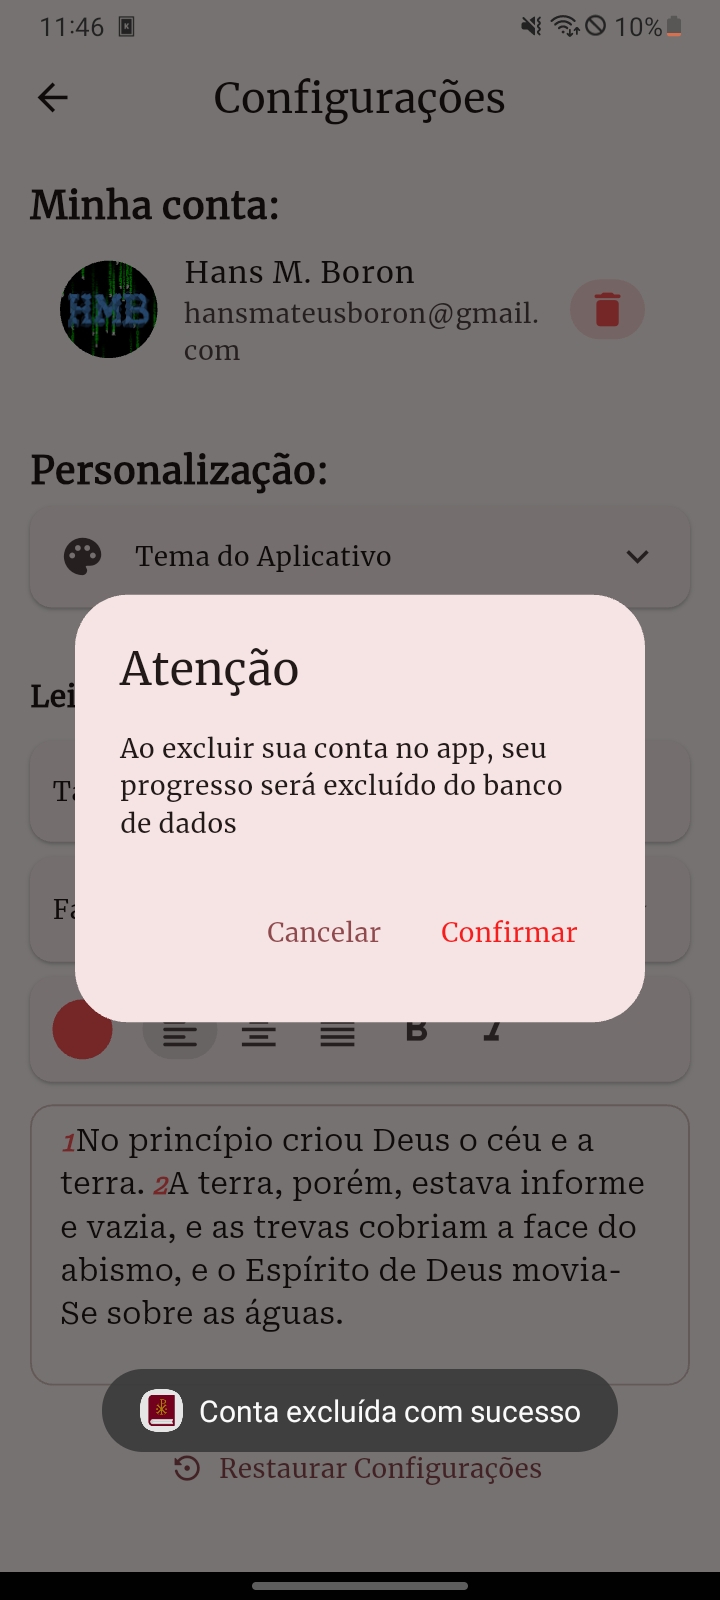 11:46
10%
Configurações
Minha conta:
HMB
Hans M. Boron
hansmateusboron@gmail.
com
Personalização:
Tema do Aplicativo
Atenção
Ao excluir sua conta no app, seu
progresso será excluído do banco
de dados
Cancelar
Confirmar
B I
1No princípio criou Deus o céu e a
terra. 2A terra, porém, estava informe
e vazia, e as trevas cobriam a face do
abismo, e o Espírito de Deus movia-
Se sobre as águas.
Conta excluída com sucesso
Restaurar Configurações